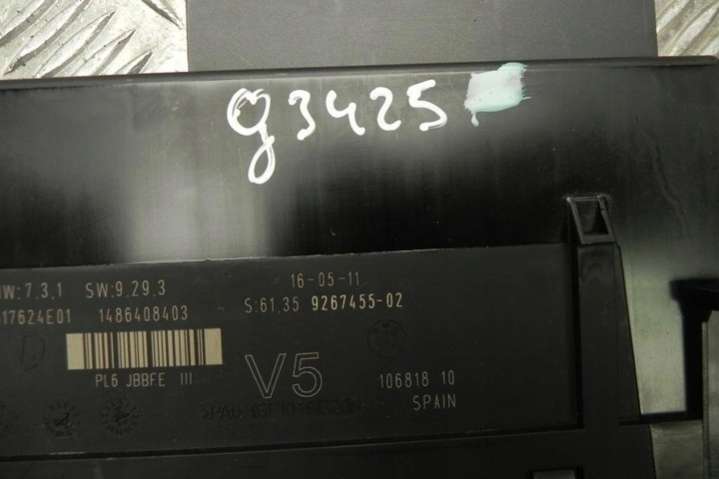 g3425
HW:7.3,1 SW:9.29,3 16-05-11
17624E01 1486408403 S:61,35 9267455-02
PL6 JBBFE III V5 106818 10
SPAIN